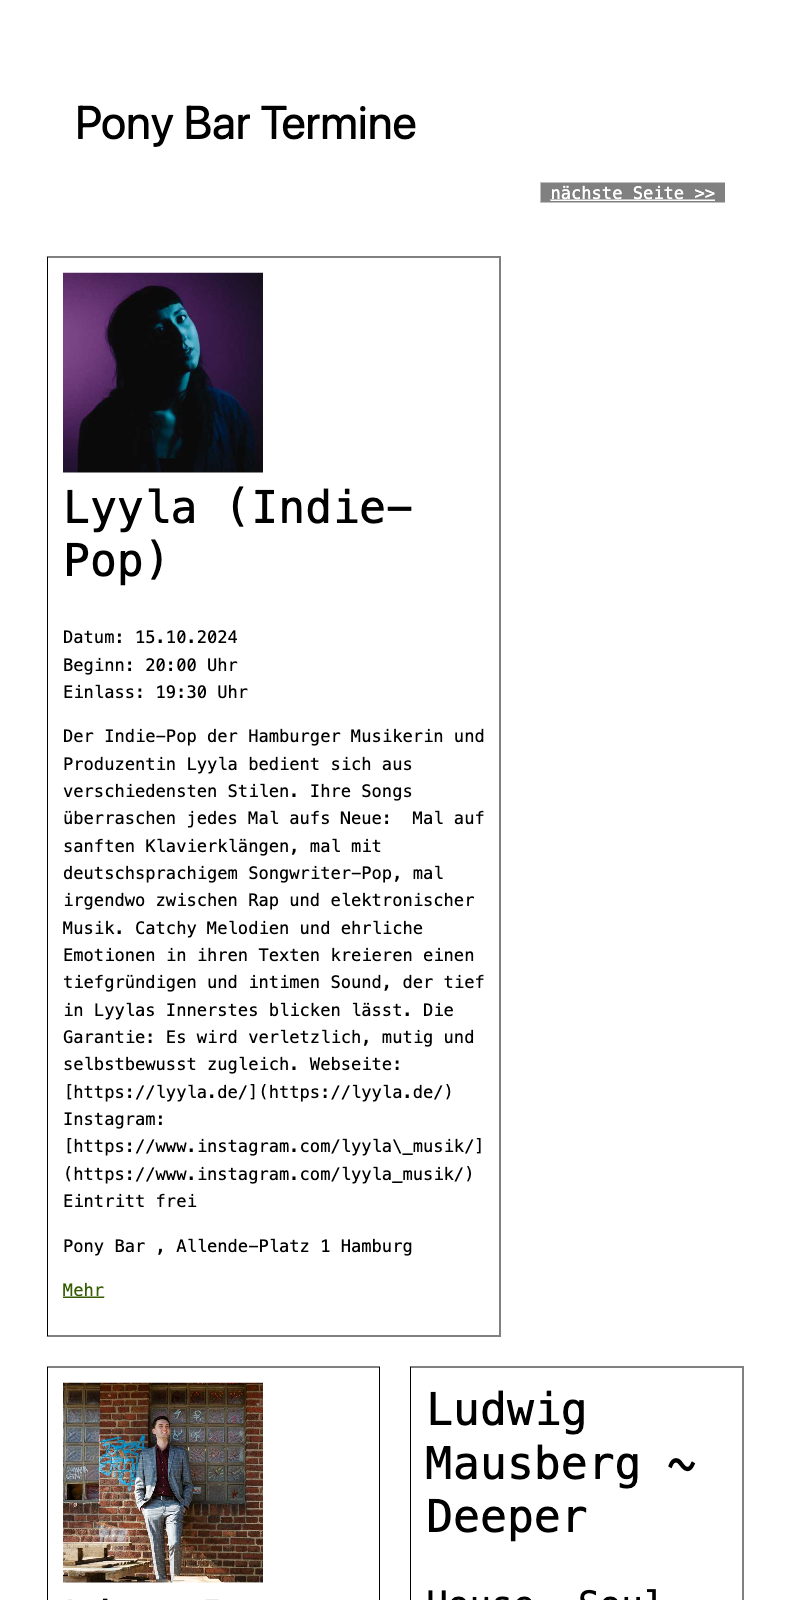 Pony Bar Termine
nächste Seite >>
Lyyla (Indie-
Pop)
Datum: 15.10.2024
Beginn: 20:00 Uhr
Einlass: 19:30 Uhr
Der Indie-Pop der Hamburger Musikerin und
Produzentin Lyyla bedient sich aus
verschiedensten Stilen. Ihre Songs
überraschen jedes Mal aufs Neue:  Mal auf
sanften Klavierklängen, mal mit
deutschsprachigem Songwriter-Pop, mal
irgendwo zwischen Rap und elektronischer
Musik. Catchy Melodien und ehrliche
Emotionen in ihren Texten kreieren einen
tiefgründigen und intimen Sound, der tief
in Lyylas Innerstes blicken lässt. Die
Garantie: Es wird verletzlich, mutig und
selbstbewusst zugleich. Webseite:
[https://lyyla.de/](https://lyyla.de/)
Instagram:
[https://www.instagram.com/lyyla\_musik/]
(https://www.instagram.com/lyyla_musik/)
Eintritt frei
Pony Bar , Allende-Platz 1 Hamburg
Mehr
Ludwig
Mausberg ~
Deeper
House, Soul